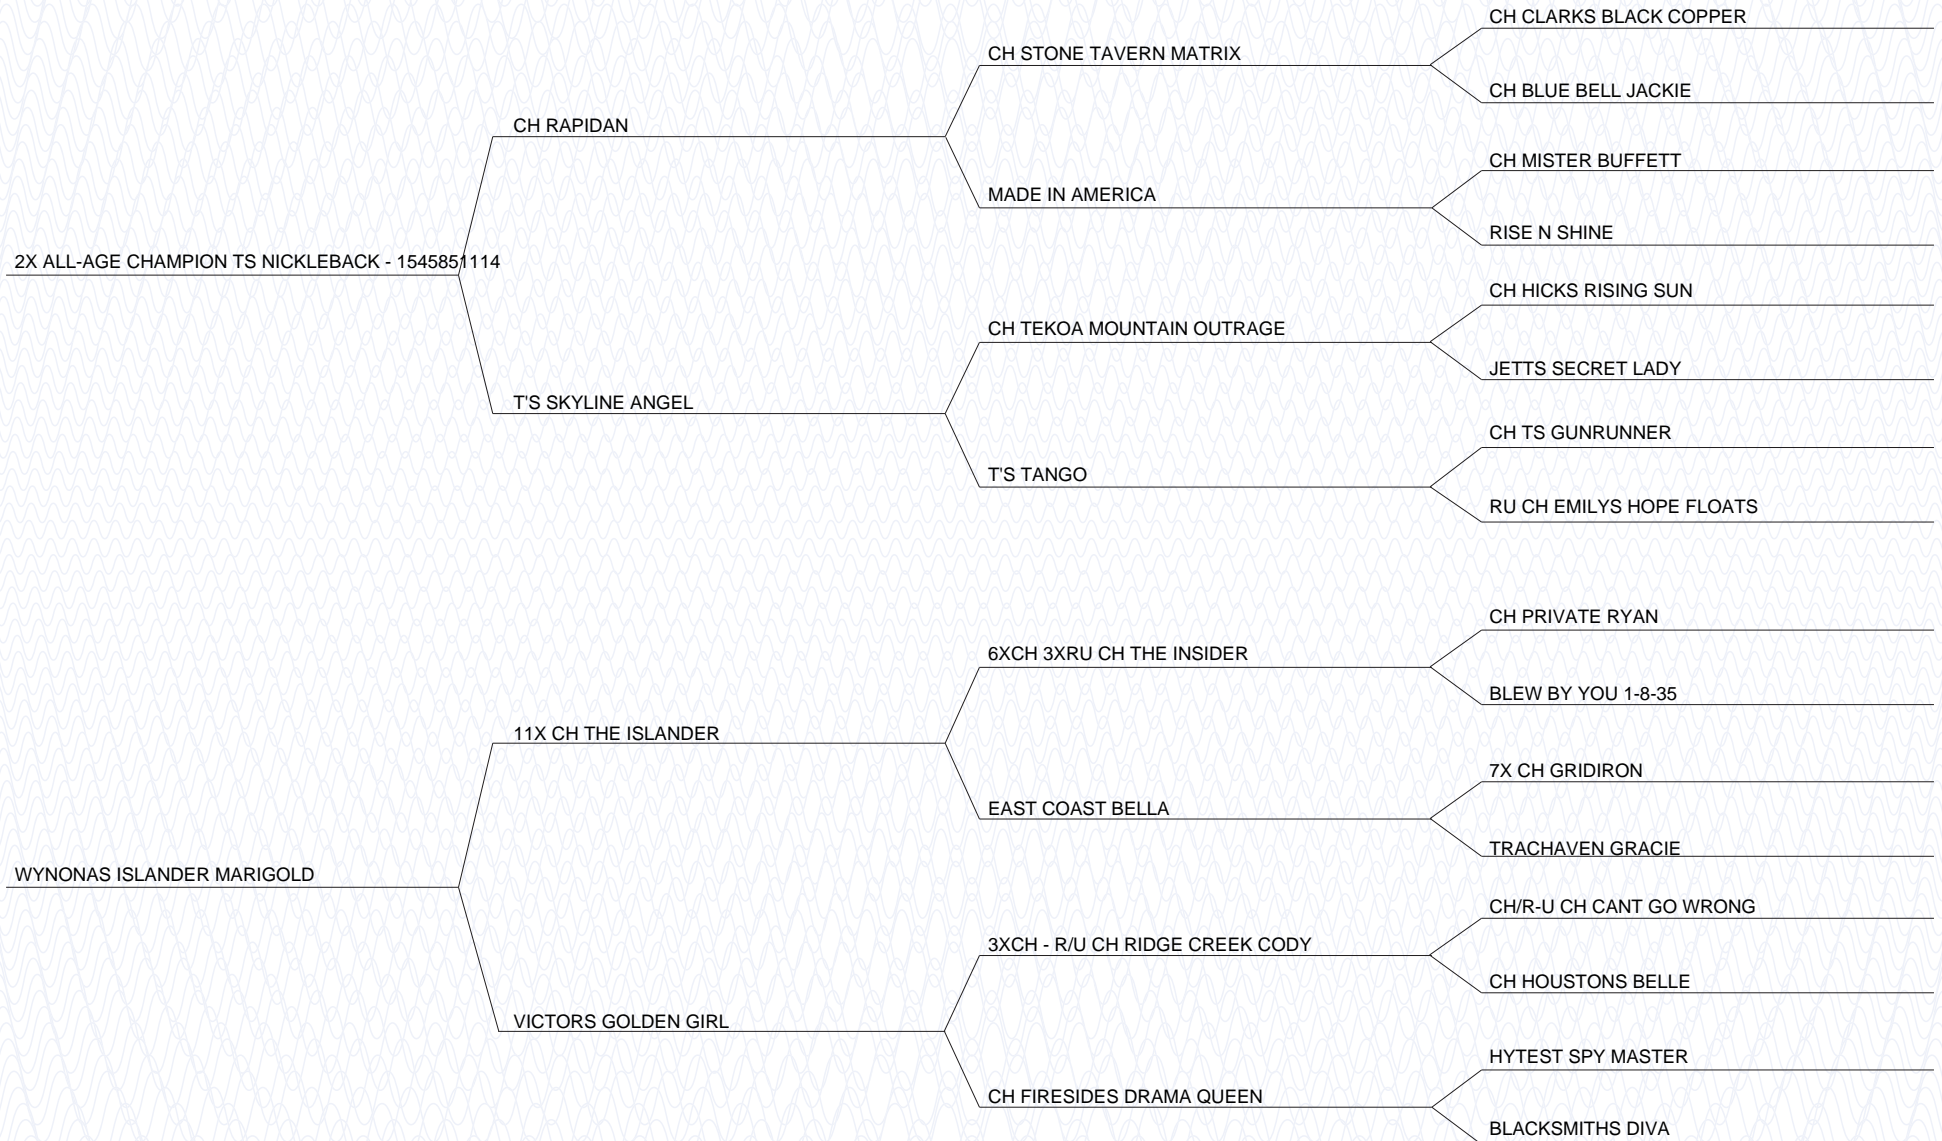 CH CLARKS BLACK COPPER
CH STONE TAVERN MATRIX
CH BLUE BELL JACKIE
CH RAPIDAN
CH MISTER BUFFETT
MADE IN AMERICA
RISE N SHINE
2X ALL-AGE CHAMPION TS NICKLEBACK - 1545851114
CH HICKS RISING SUN
CH TEKOA MOUNTAIN OUTRAGE
JETTS SECRET LADY
T'S SKYLINE ANGEL
CH TS GUNRUNNER
T'S TANGO
RU CH EMILYS HOPE FLOATS
CH PRIVATE RYAN
6XCH 3XRU CH THE INSIDER
BLEW BY YOU 1-8-35
11X CH THE ISLANDER
7X CH GRIDIRON
EAST COAST BELLA
TRACHAVEN GRACIE
WYNONAS ISLANDER MARIGOLD
CH/R-U CH CANT GO WRONG
3XCH - R/U CH RIDGE CREEK CODY
CH HOUSTONS BELLE
VICTORS GOLDEN GIRL
HYTEST SPY MASTER
CH FIRESIDES DRAMA QUEEN
BLACKSMITHS DIVA